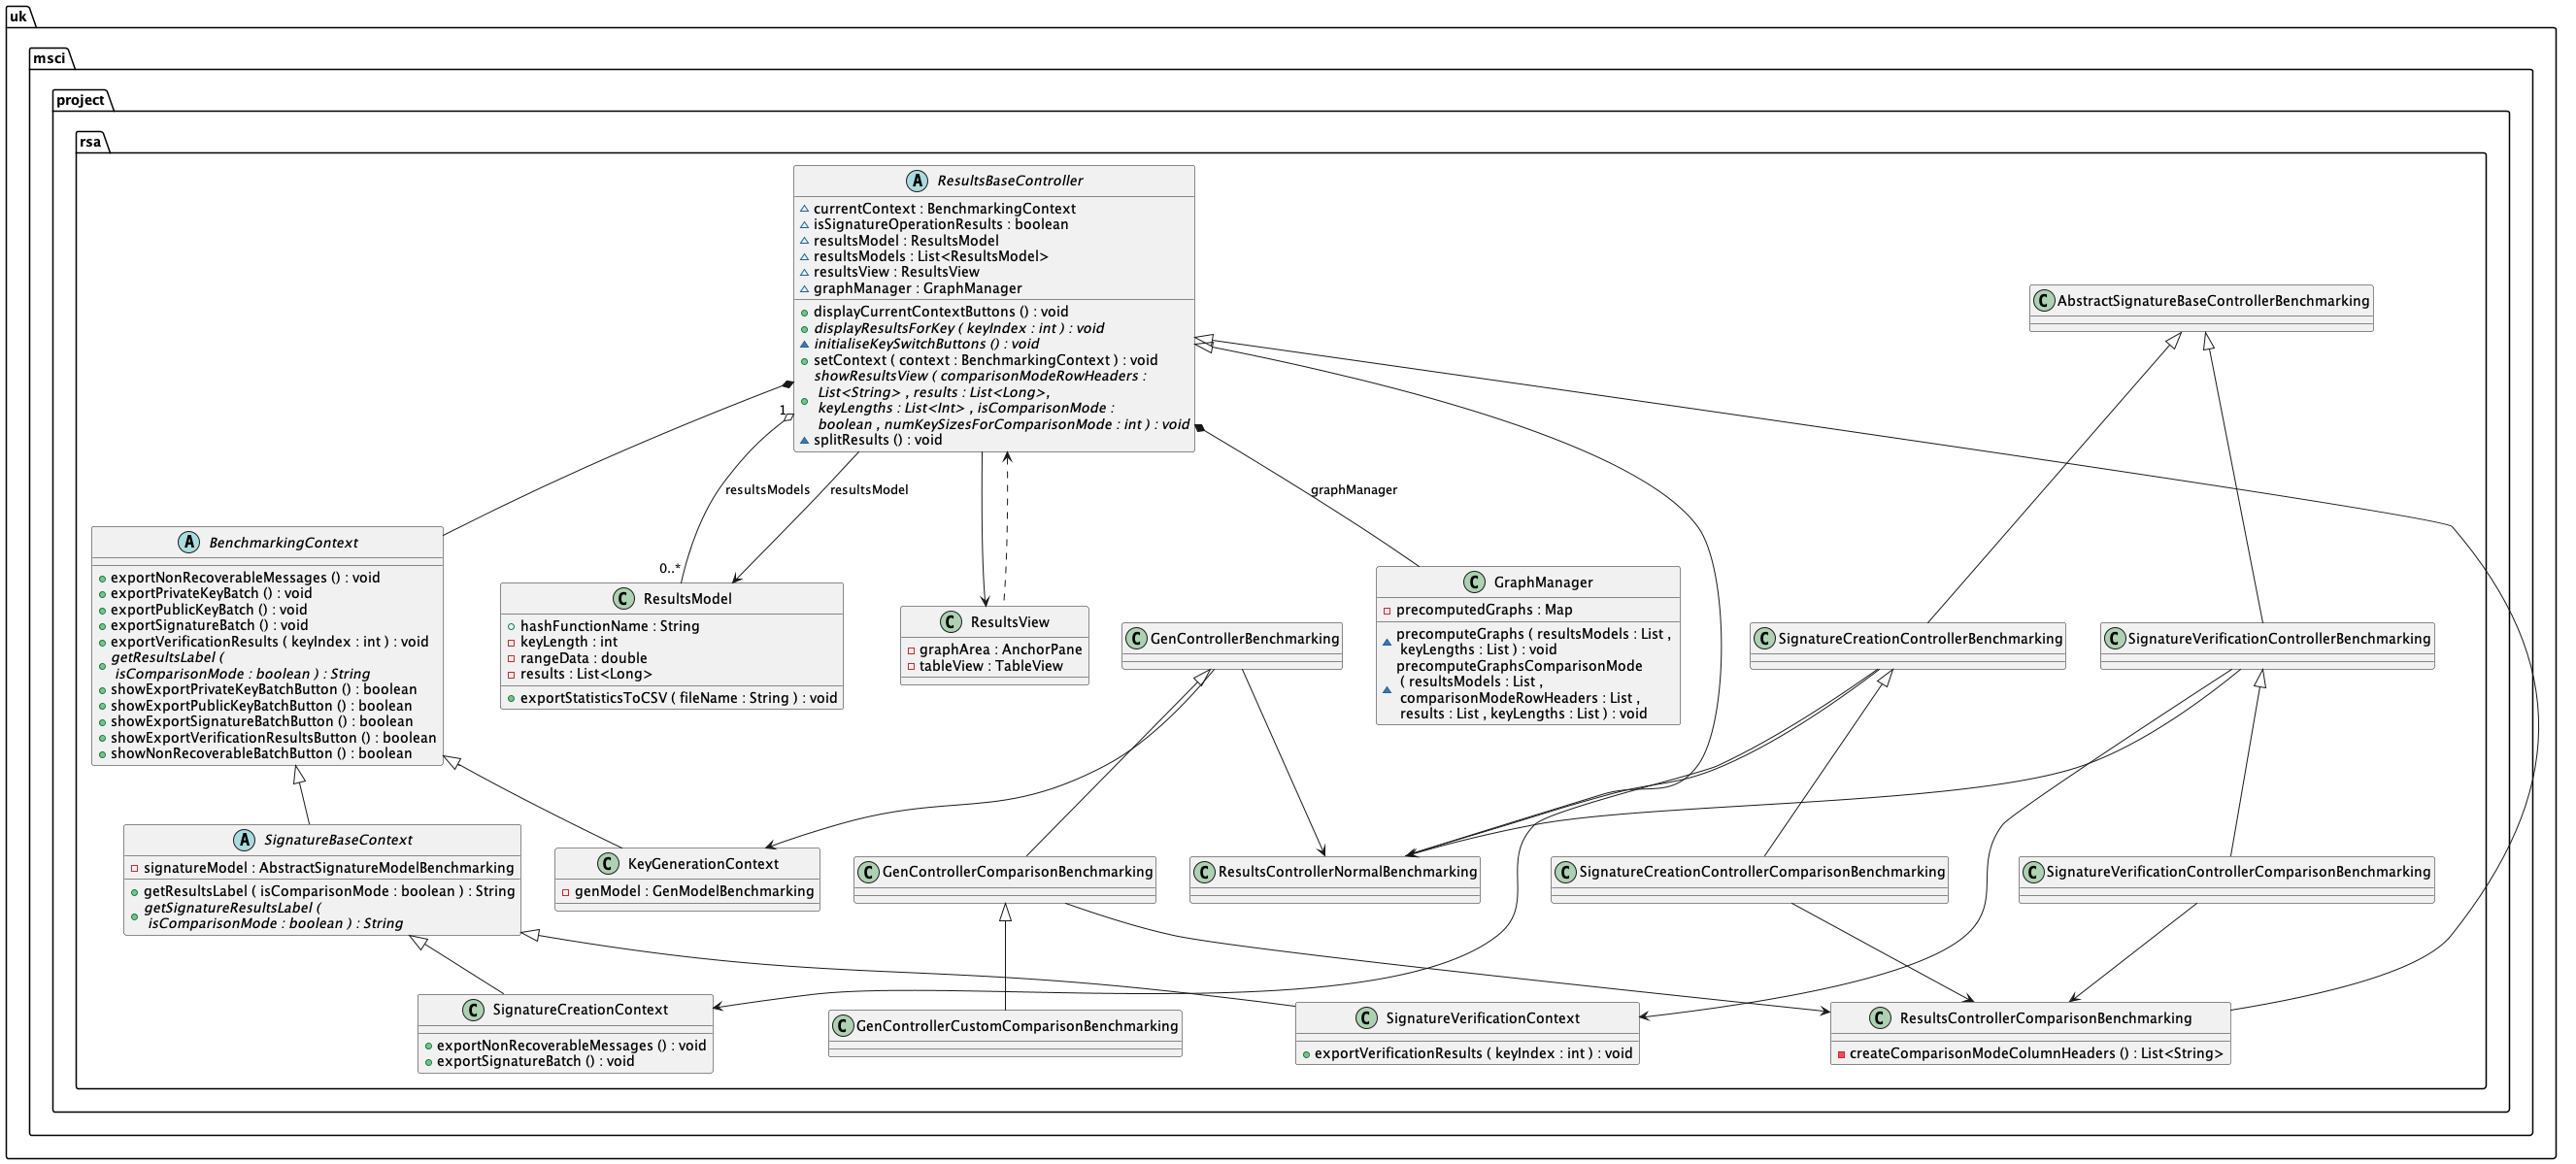 uk
msci
project
rsa
A ResultsBaseController
currentContext : BenchmarkingContext
isSignatureOperationResults : boolean
resultsModel : ResultsModel
resultsModels : List<ResultsModel>
resultsView : ResultsView
graphManager : GraphManager
displayCurrentContextButtons () : void
displayResultsForKey ( keyIndex : int ) : void
initialiseKeySwitchButtons () : void
setContext ( context : BenchmarkingContext ) : void
showResultsView ( comparisonModeRowHeaders :
List<String> , results : List<Long>,
keyLengths : List<Int> , isComparisonMode :
boolean , numKeySizesForComparisonMode : int ) : void
splitResults () : void
C AbstractSignatureBaseControllerBenchmarking
1
resultsModels
resultsModel
graphManager
0..*
A BenchmarkingContext
exportNonRecoverableMessages () : void
exportPrivateKeyBatch () : void
exportPublicKeyBatch () : void
exportSignatureBatch () : void
exportVerificationResults ( keyIndex : int ) : void
getResultsLabel (
isComparisonMode : boolean ) : String
showExportPrivateKeyBatchButton () : boolean
showExportPublicKeyBatchButton () : boolean
showExportSignatureBatchButton () : boolean
showExportVerificationResultsButton () : boolean
showNonRecoverableBatchButton () : boolean
C ResultsModel
hashFunctionName : String
keyLength : int
rangeData : double
results : List<Long>
exportStatisticsToCSV ( fileName : String ) : void
C ResultsView
graphArea : AnchorPane
tableView : TableView
C GenControllerBenchmarking
C GraphManager
precomputedGraphs : Map
precomputeGraphs ( resultsModels : List ,
keyLengths : List ) : void
precomputeGraphsComparisonMode
( resultsModels : List ,
comparisonModeRowHeaders : List ,
results : List , keyLengths : List ) : void
C SignatureCreationControllerBenchmarking
C SignatureVerificationControllerBenchmarking
A SignatureBaseContext
signatureModel : AbstractSignatureModelBenchmarking
getResultsLabel ( isComparisonMode : boolean ) : String
getSignatureResultsLabel (
isComparisonMode : boolean ) : String
C KeyGenerationContext
genModel : GenModelBenchmarking
C GenControllerComparisonBenchmarking
C ResultsControllerNormalBenchmarking
C SignatureCreationControllerComparisonBenchmarking
C SignatureVerificationControllerComparisonBenchmarking
C SignatureCreationContext
exportNonRecoverableMessages () : void
exportSignatureBatch () : void
C GenControllerCustomComparisonBenchmarking
C SignatureVerificationContext
exportVerificationResults ( keyIndex : int ) : void
C ResultsControllerComparisonBenchmarking
createComparisonModeColumnHeaders () : List<String>